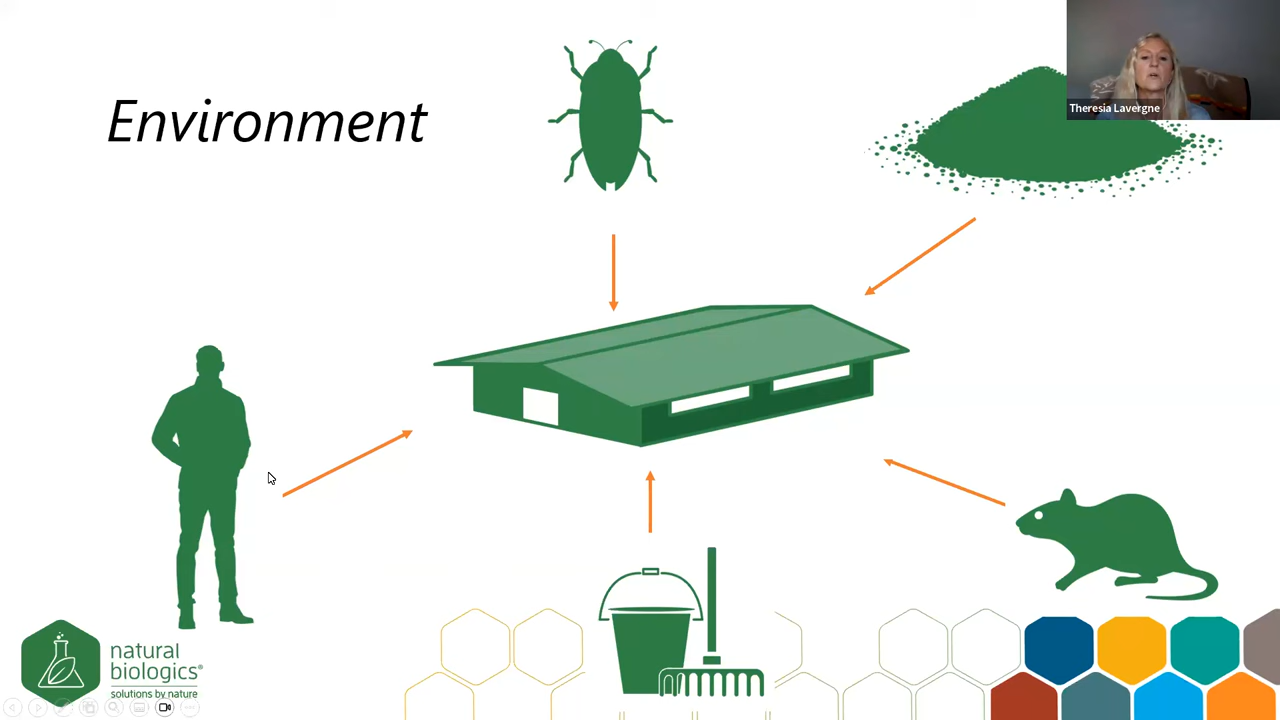 Environment
Theresia Lavergne
natural
biologics®
solutions by nature